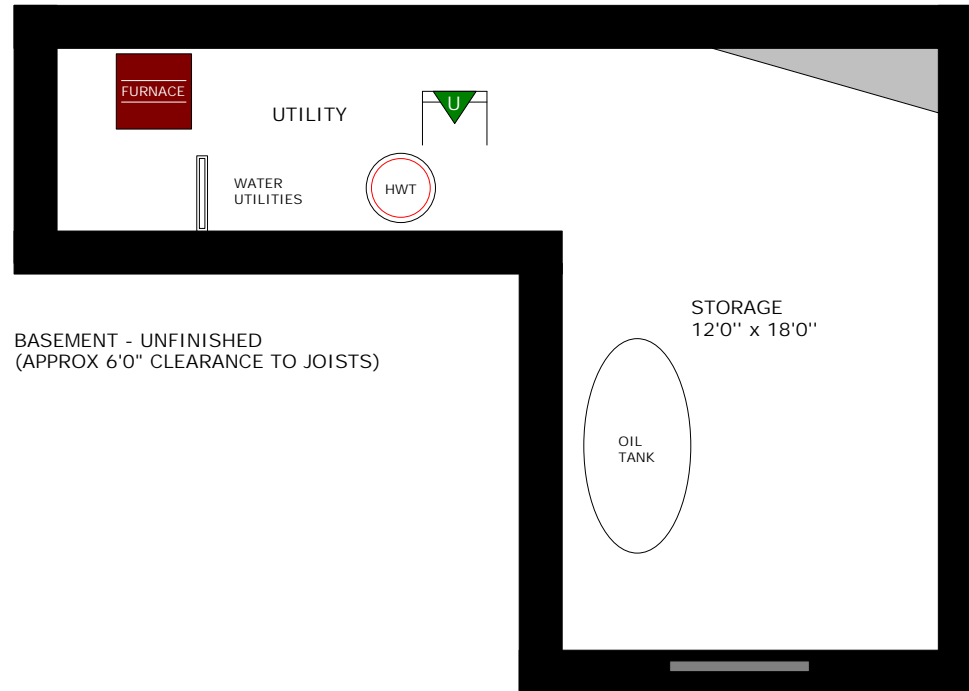 FURNACE
UTILITY
U
WATER
UTILITIES
HWT
STORAGE
12'0'' x 18'0''
BASEMENT - UNFINISHED
(APPROX 6'0" CLEARANCE TO JOISTS)
OIL
TANK